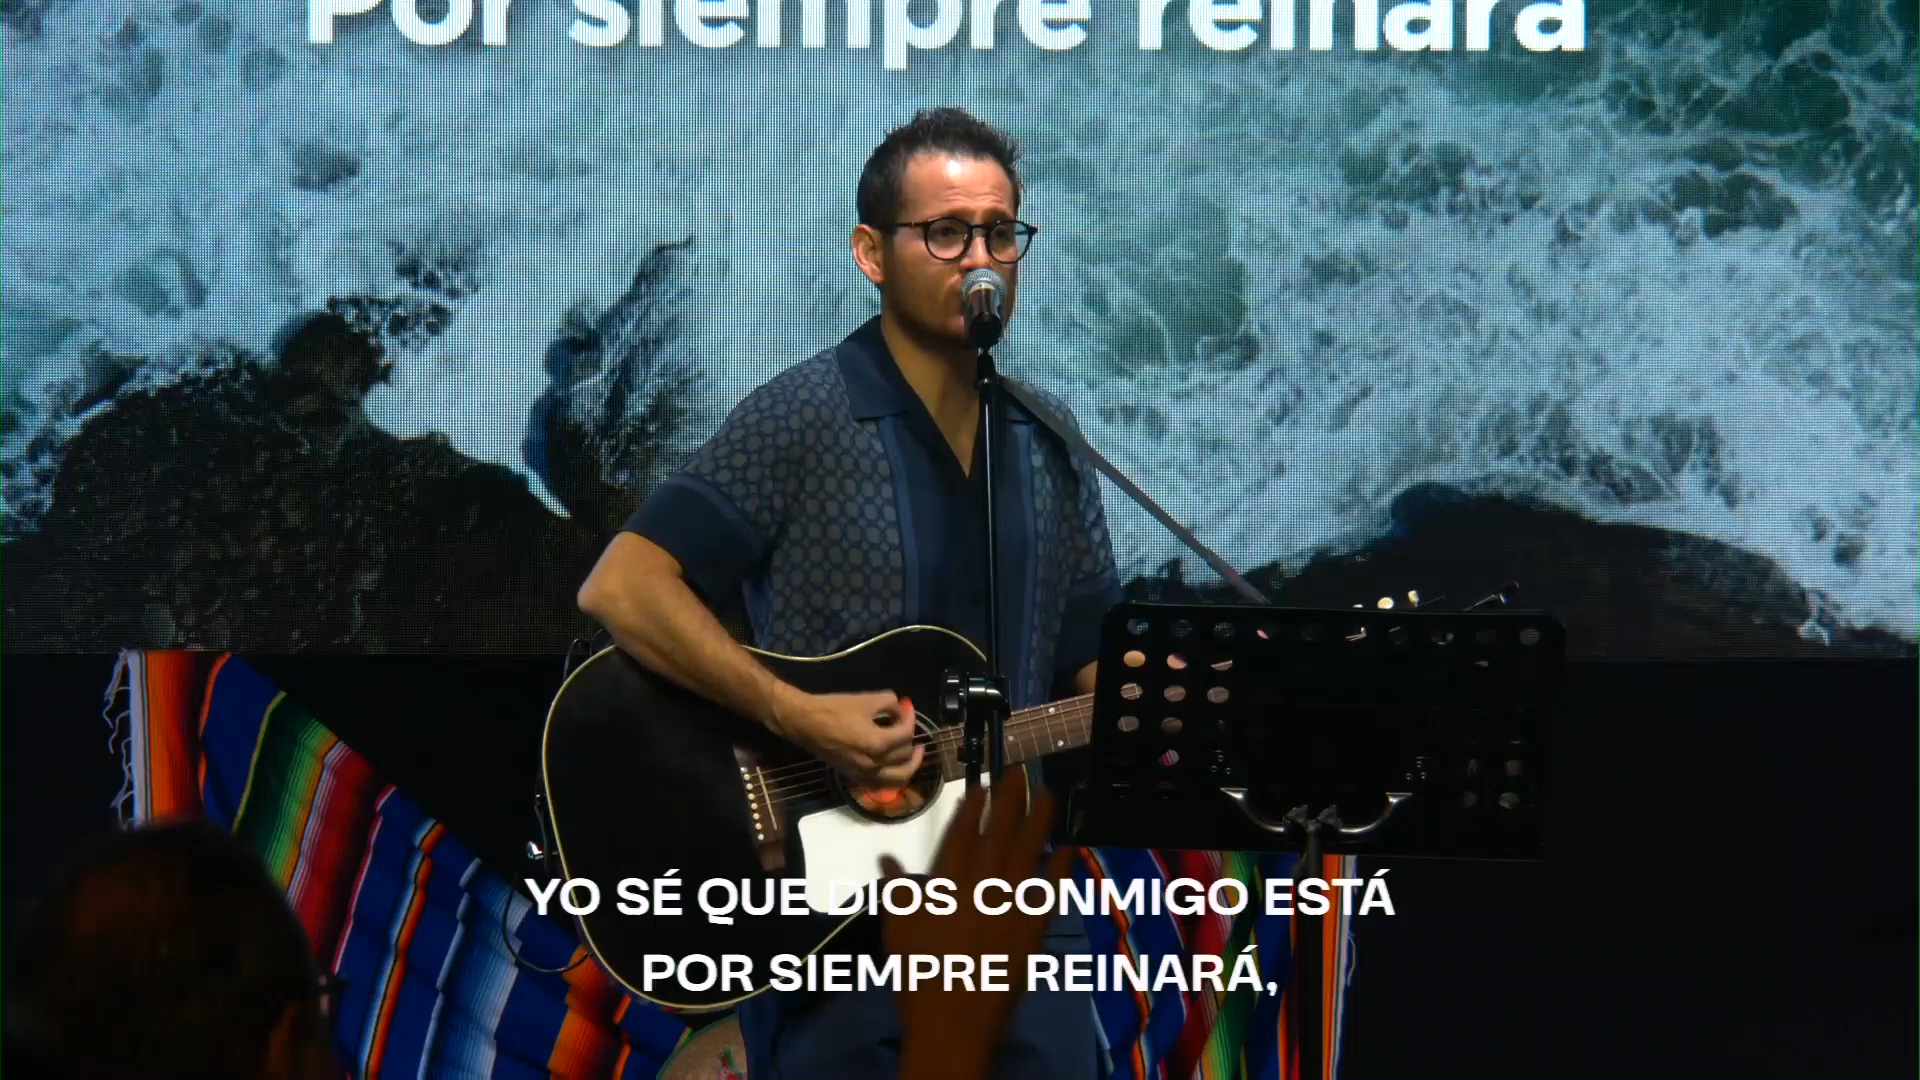 Por siempre reinará
YO SÉ QUE DIOS CONMIGO ESTÁ
POR SIEMPRE REINARÁ,